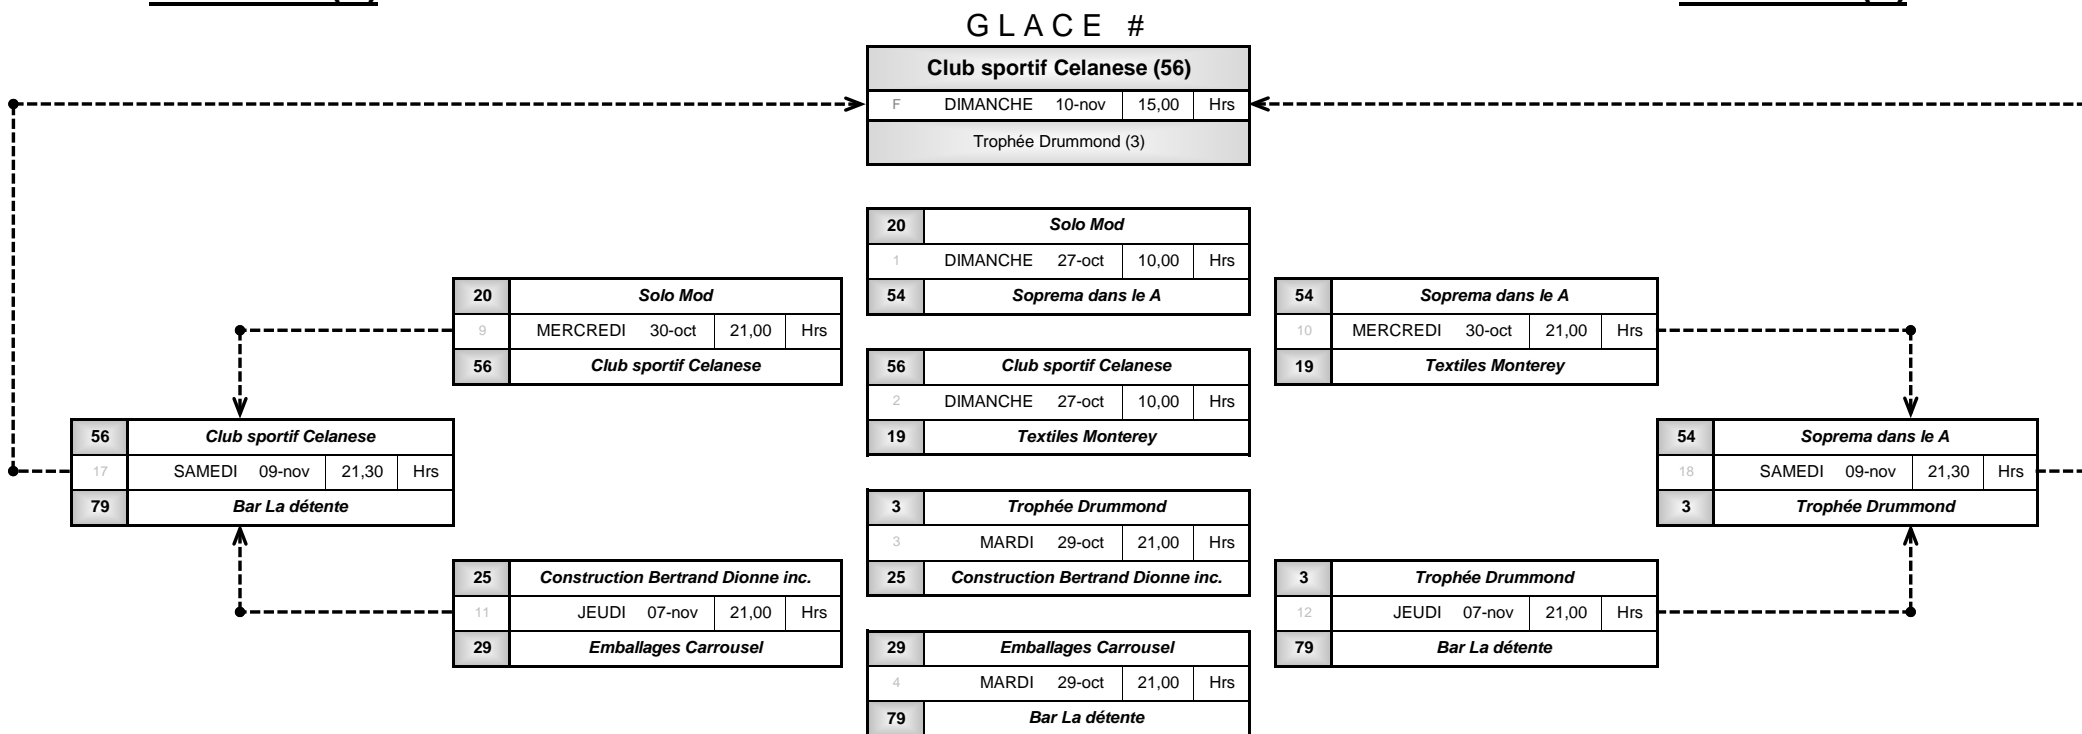 GLACE #
Club sportif Celanese (56)
F DIMANCHE 10-nov 15,00 Hrs
Trophée Drummond (3)
20 Solo Mod
1 DIMANCHE 27-oct 10,00 Hrs
54 Soprema dans le A
20 Solo Mod
9 MERCREDI 30-oct 21,00 Hrs
56 Club sportif Celanese
54 Soprema dans le A
10 MERCREDI 30-oct 21,00 Hrs
19 Textiles Monterey
56 Club sportif Celanese
2 DIMANCHE 27-oct 10,00 Hrs
19 Textiles Monterey
56 Club sportif Celanese
17 SAMEDI 09-nov 21,30 Hrs
79 Bar La détente
54 Soprema dans le A
18 SAMEDI 09-nov 21,30 Hrs
3 Trophée Drummond
3 Trophée Drummond
3 MARDI 29-oct 21,00 Hrs
25 Construction Bertrand Dionne inc.
25 Construction Bertrand Dionne inc.
11 JEUDI 07-nov 21,00 Hrs
29 Emballages Carrousel
3 Trophée Drummond
12 JEUDI 07-nov 21,00 Hrs
79 Bar La détente
29 Emballages Carrousel
4 MARDI 29-oct 21,00 Hrs
79 Bar La détente